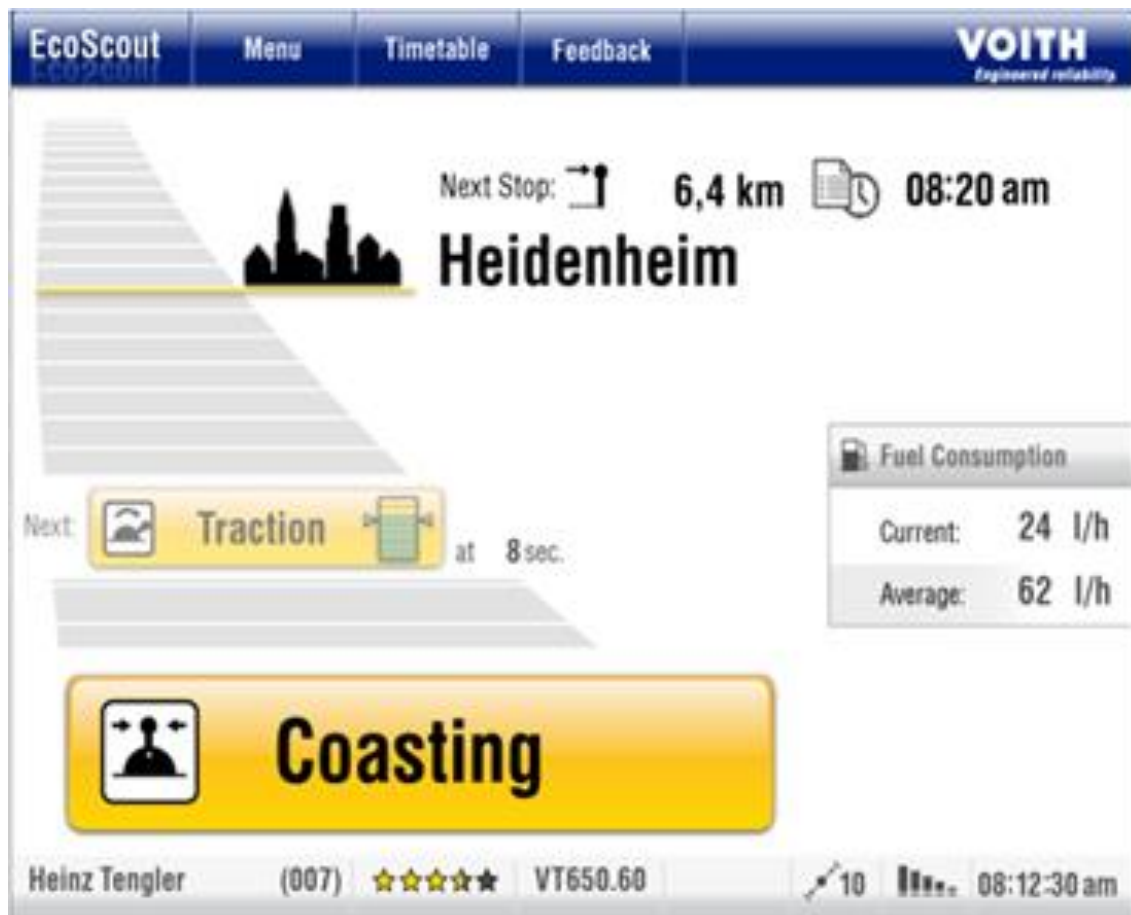 EcoScout Menu Timetable Feedback VOITH
Engineered reliability.
Next Stop: 6,4 km 08:20 am
Heidenheim
Fuel Consumption
Current: 24 l/h
Average: 62 l/h
Next: Traction at 8 sec.
Coasting
Heinz Tengler (007) VT650.60 10 08:12:30 am